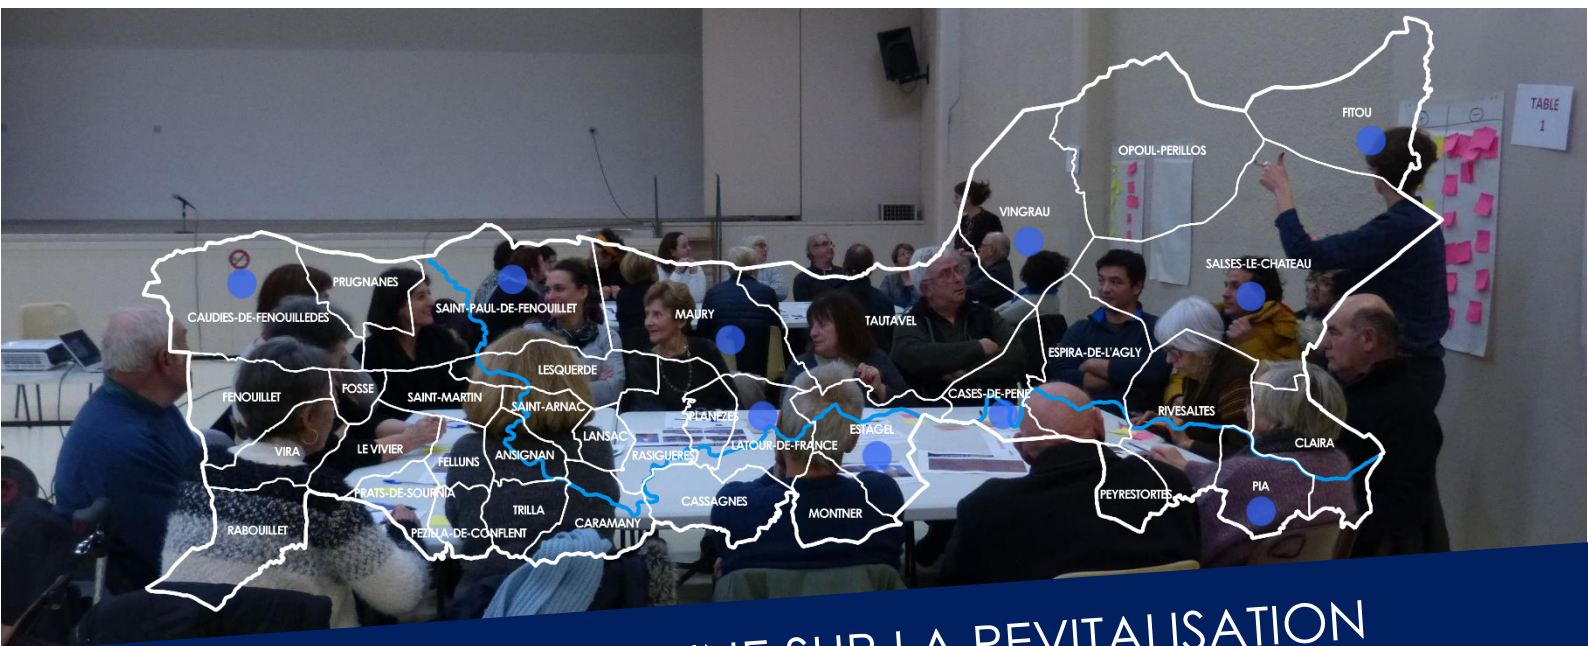 TABLE
1
FITOU
OPOUL-PERILLOS
VINGRAU
SALSES-LE-CHATEAU
PRUGNANES
SAINT-PAUL-DE-FENOUILLET
CAUDIES-DE-FENOUILLEDES
MAURY
TAUTAVEL
ESPIRA-DE-L'AGLY
LESQUERDE
FOSSE
FENOUILLET
SAINT-MARTIN
SAINT-ARNAC
CASES-DE-PENE
RIVESALTES
PLANEZES
ESTAGEL
LANSAC
LATOUR-DE-FRANCE
CLAIRA
VIRA
LE VIVIER
FELLUNS
ANSIGNAN
RASIGUERES
PRATS-DE-SOURNIA
CASSAGNES
PEYRESTORTES
PIA
TRILLA
MONTNER
CARAMANY
RABOUILLET
PEZILLA-DE-CONFLENT
SUR LA REVITALISATION